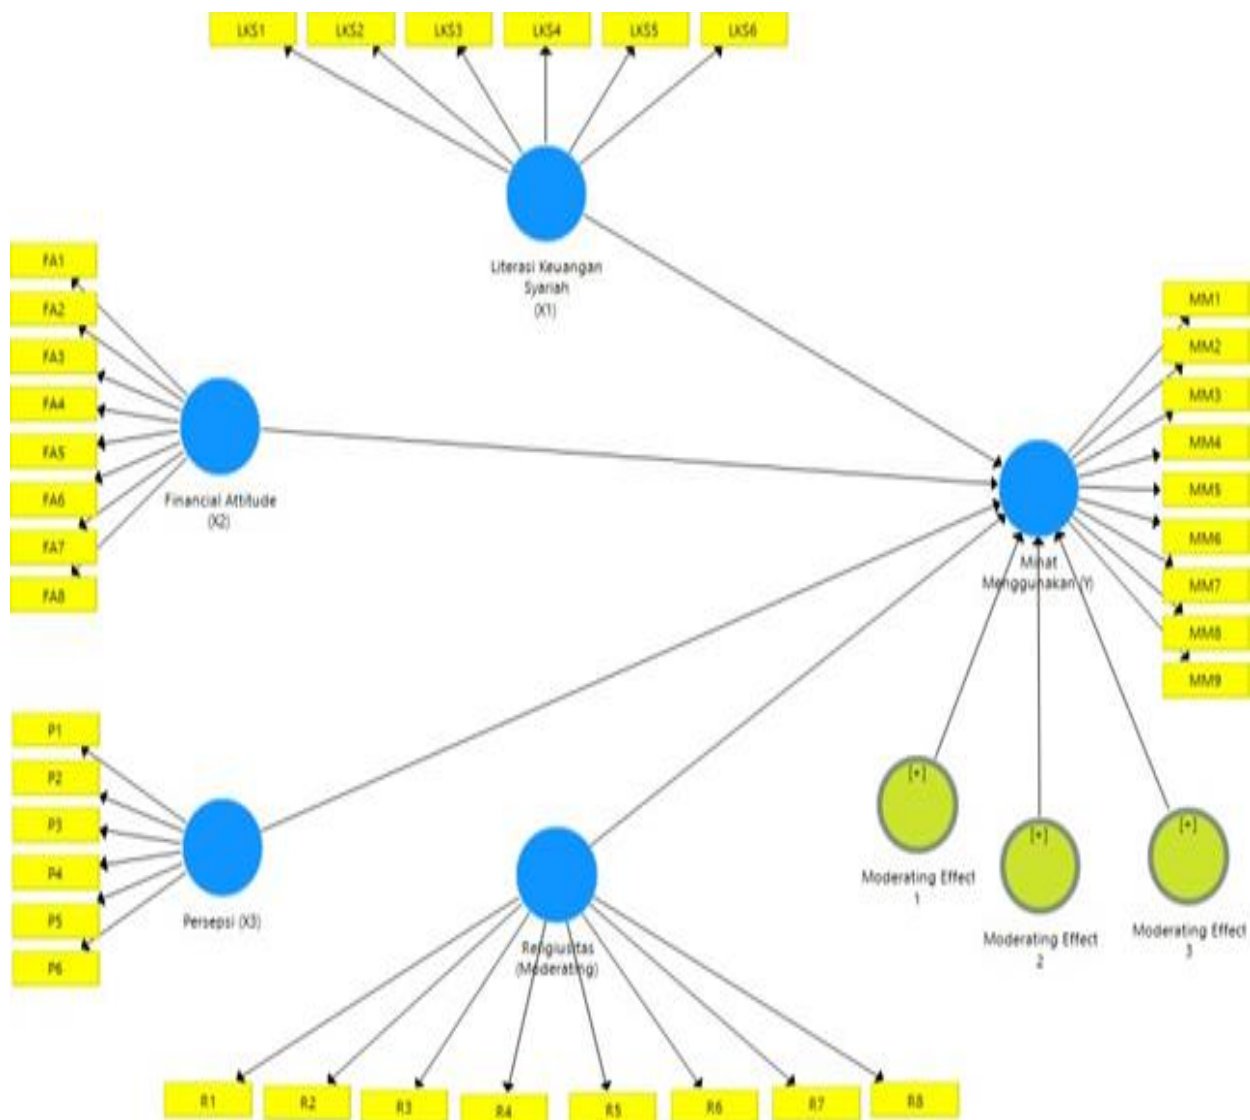 LKS1
LKS2
LKS3
LKS4
LKS5
LKS6
Literasi Keuangan
Syariah
(X1)
FA1
FA2
FA3
FA4
FA5
FA6
FA7
FA8
Financial Attitude
(X2)
MM1
MM2
MM3
MM4
MM5
MM6
MM7
MM8
MM9
Minat
Menggunakan (Y)
P1
P2
P3
P4
P5
P6
Persepsi (X3)
Religiusitas
(Moderating)
[+]
Moderating Effect
1
[+]
Moderating Effect
2
[+]
Moderating Effect
3
R1
R2
R3
R4
R5
R6
R7
R8